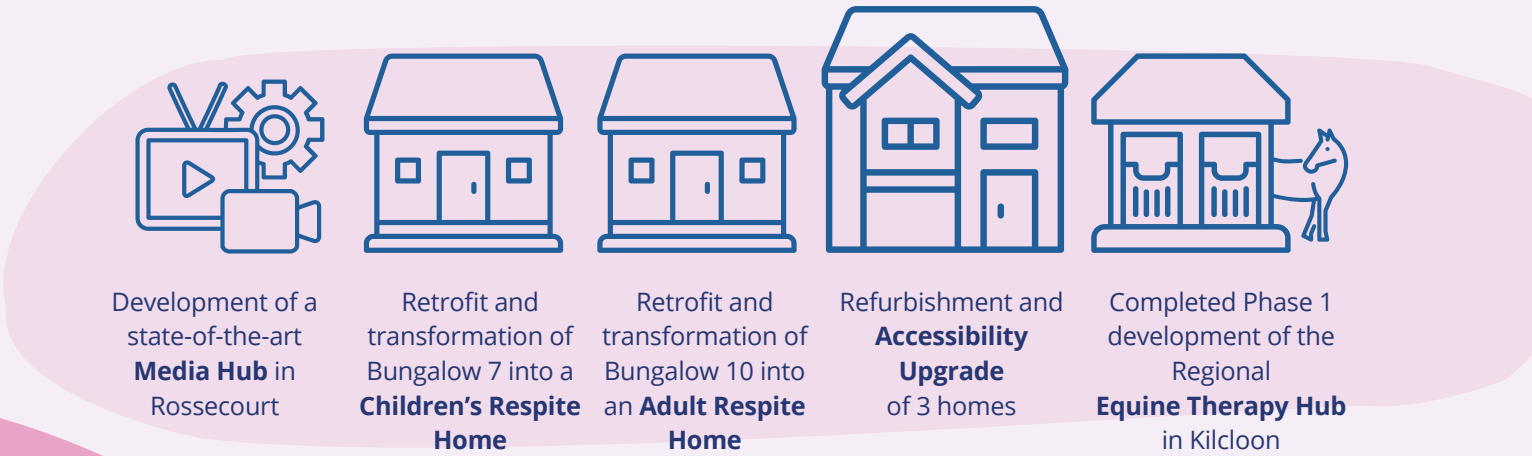 Development of a
state-of-the-art
Media Hub in
Rossecourt
Retrofit and
transformation of
Bungalow 7 into a
Children's Respite
Home
Retrofit and
transformation of
Bungalow 10 into
an Adult Respite
Home
Refurbishment and
Accessibility
Upgrade
of 3 homes
Completed Phase 1
development of the
Regional
Equine Therapy Hub
in Kilcloon